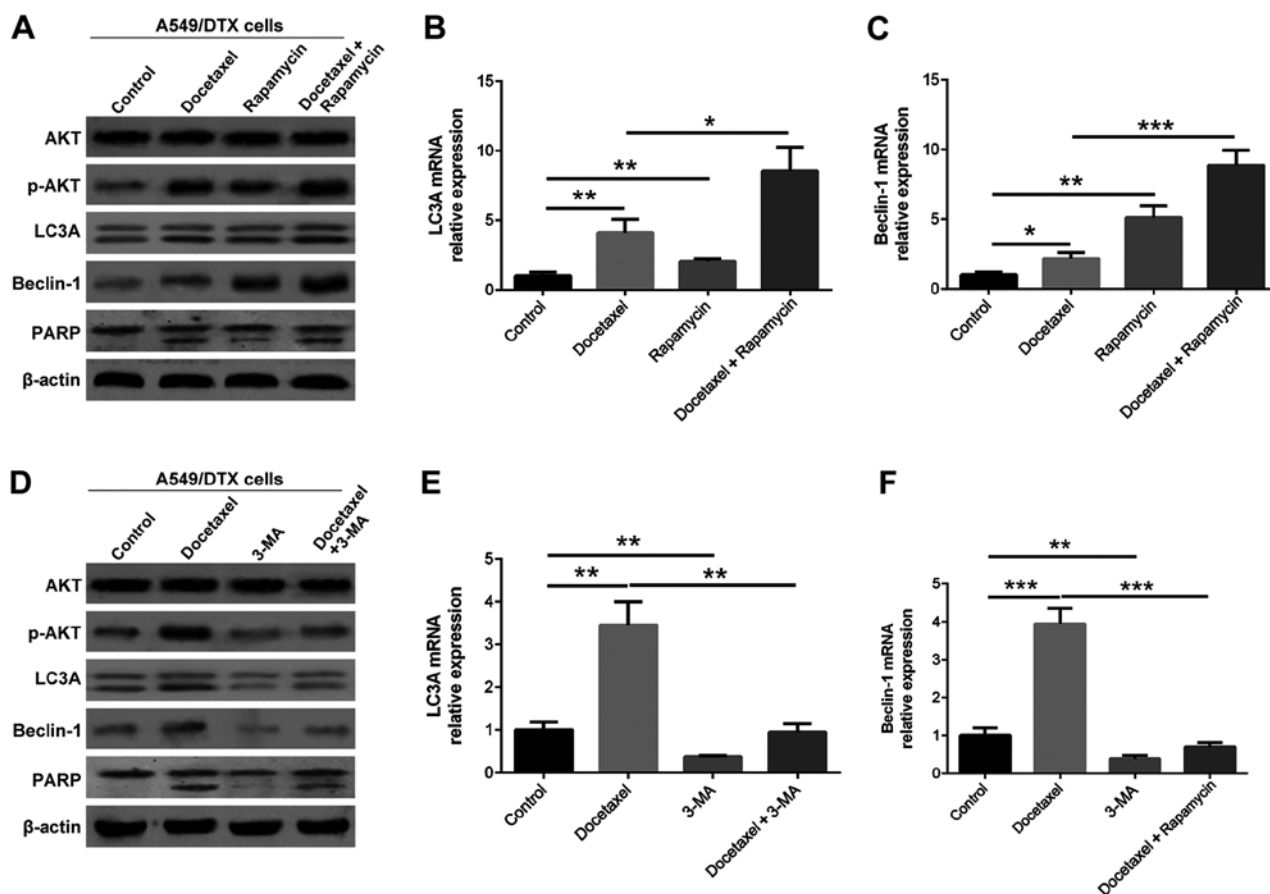 A
A549/DTX cells
Control
Docetaxel
Rapamycin
Docetaxel +
Rapamycin
AKT
p-AKT
LC3A
Beclin-1
PARP
β-actin
B
LC3A mRNA
relative expression
15
10
5
0
**
**
*
Control
Docetaxel
Rapamycin
Docetaxel + Rapamycin
C
Beclin-1 mRNA
relative expression
15
10
5
0
*
**
***
Control
Docetaxel
Rapamycin
Docetaxel + Rapamycin
D
A549/DTX cells
Control
Docetaxel
3-MA
Docetaxel
+3-MA
AKT
p-AKT
LC3A
Beclin-1
PARP
β-actin
E
LC3A mRNA
relative expression
5
4
3
2
1
0
**
**
**
Control
Docetaxel
3-MA
Docetaxel + 3-MA
F
Beclin-1 mRNA
relative expression
5
4
3
2
1
0
**
***
***
Control
Docetaxel
3-MA
Docetaxel + Rapamycin